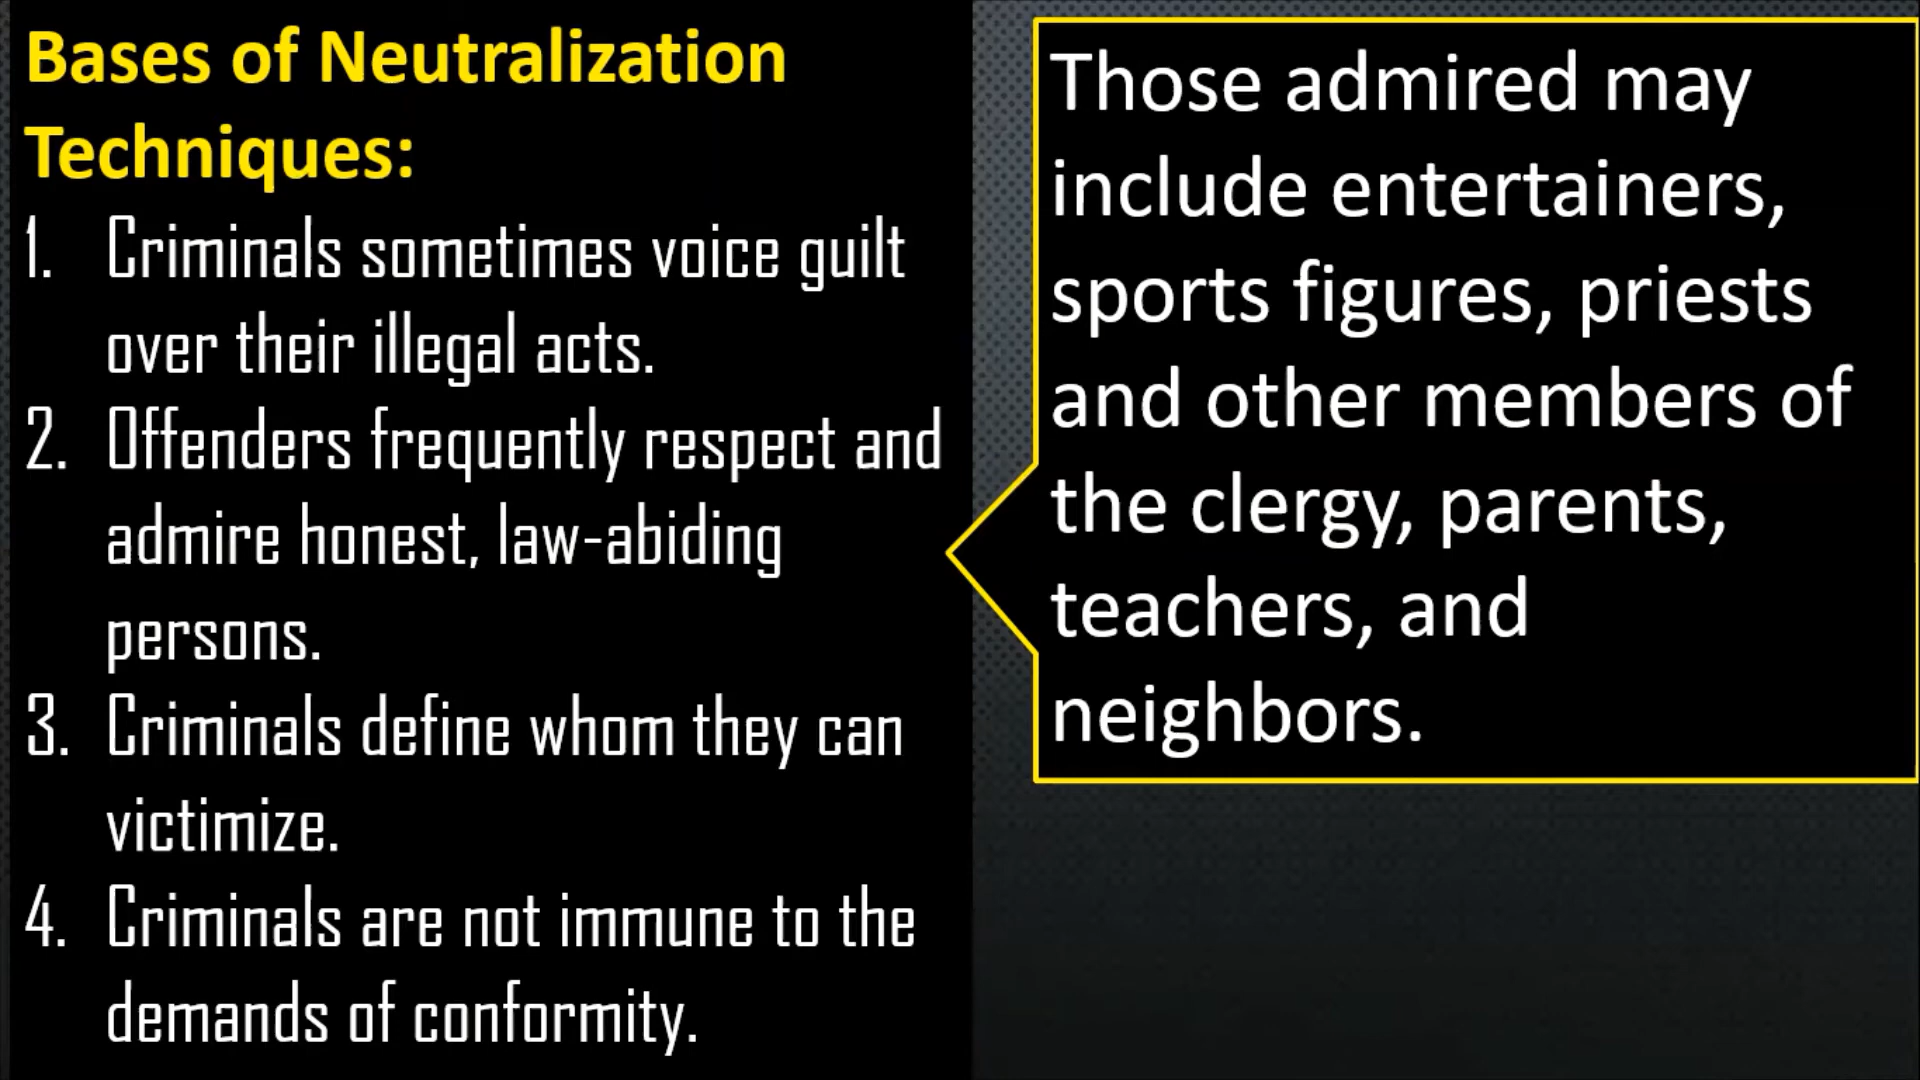 Bases of Neutralization
Techniques:
1. Criminals sometimes voice guilt
over their illegal acts.
2. Offenders frequently respect and
admire honest, law-abiding
persons.
3. Criminals define whom they can
victimize.
4. Criminals are not immune to the
demands of conformity.
Those admired may
include entertainers,
sports figures, priests
and other members of
the clergy, parents,
teachers, and
neighbors.